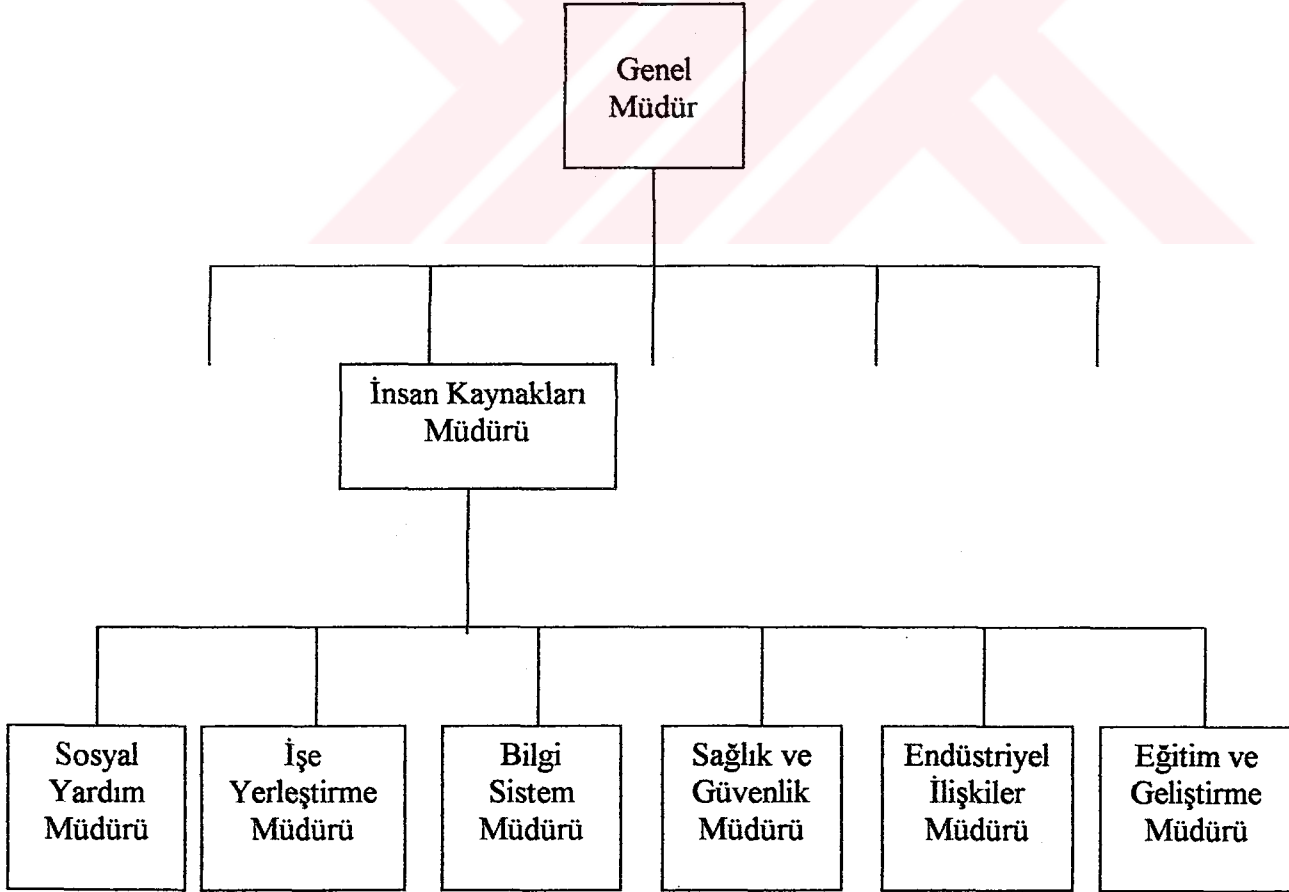 Genel
Müdür
İnsan Kaynakları
Müdürü
Sosyal
Yardım
Müdürü
İşe
Yerleştirme
Müdürü
Bilgi
Sistem
Müdürü
Sağlık ve
Güvenlik
Müdürü
Endüstriyel
İlişkiler
Müdürü
Eğitim ve
Geliştirme
Müdürü